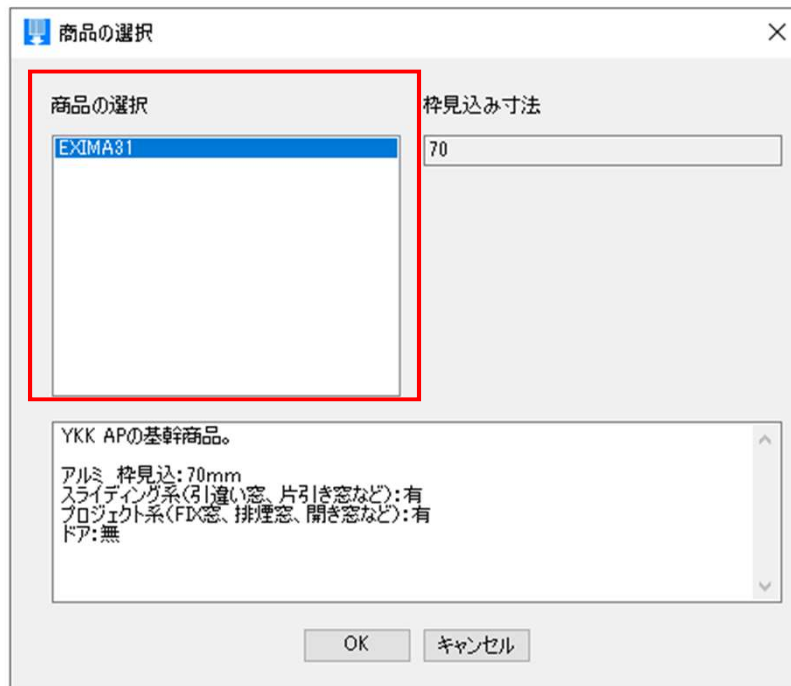 商品の選択
商品の選択
枠見込み寸法
EXIMA31
70
YKK APの基幹商品。
アルミ 枠見込:70mm
スライディング系(引違い窓、片引き窓など):有
プロジェクト系(FIX窓、排煙窓、開き窓など):有
ドア:無
OK
キャンセル